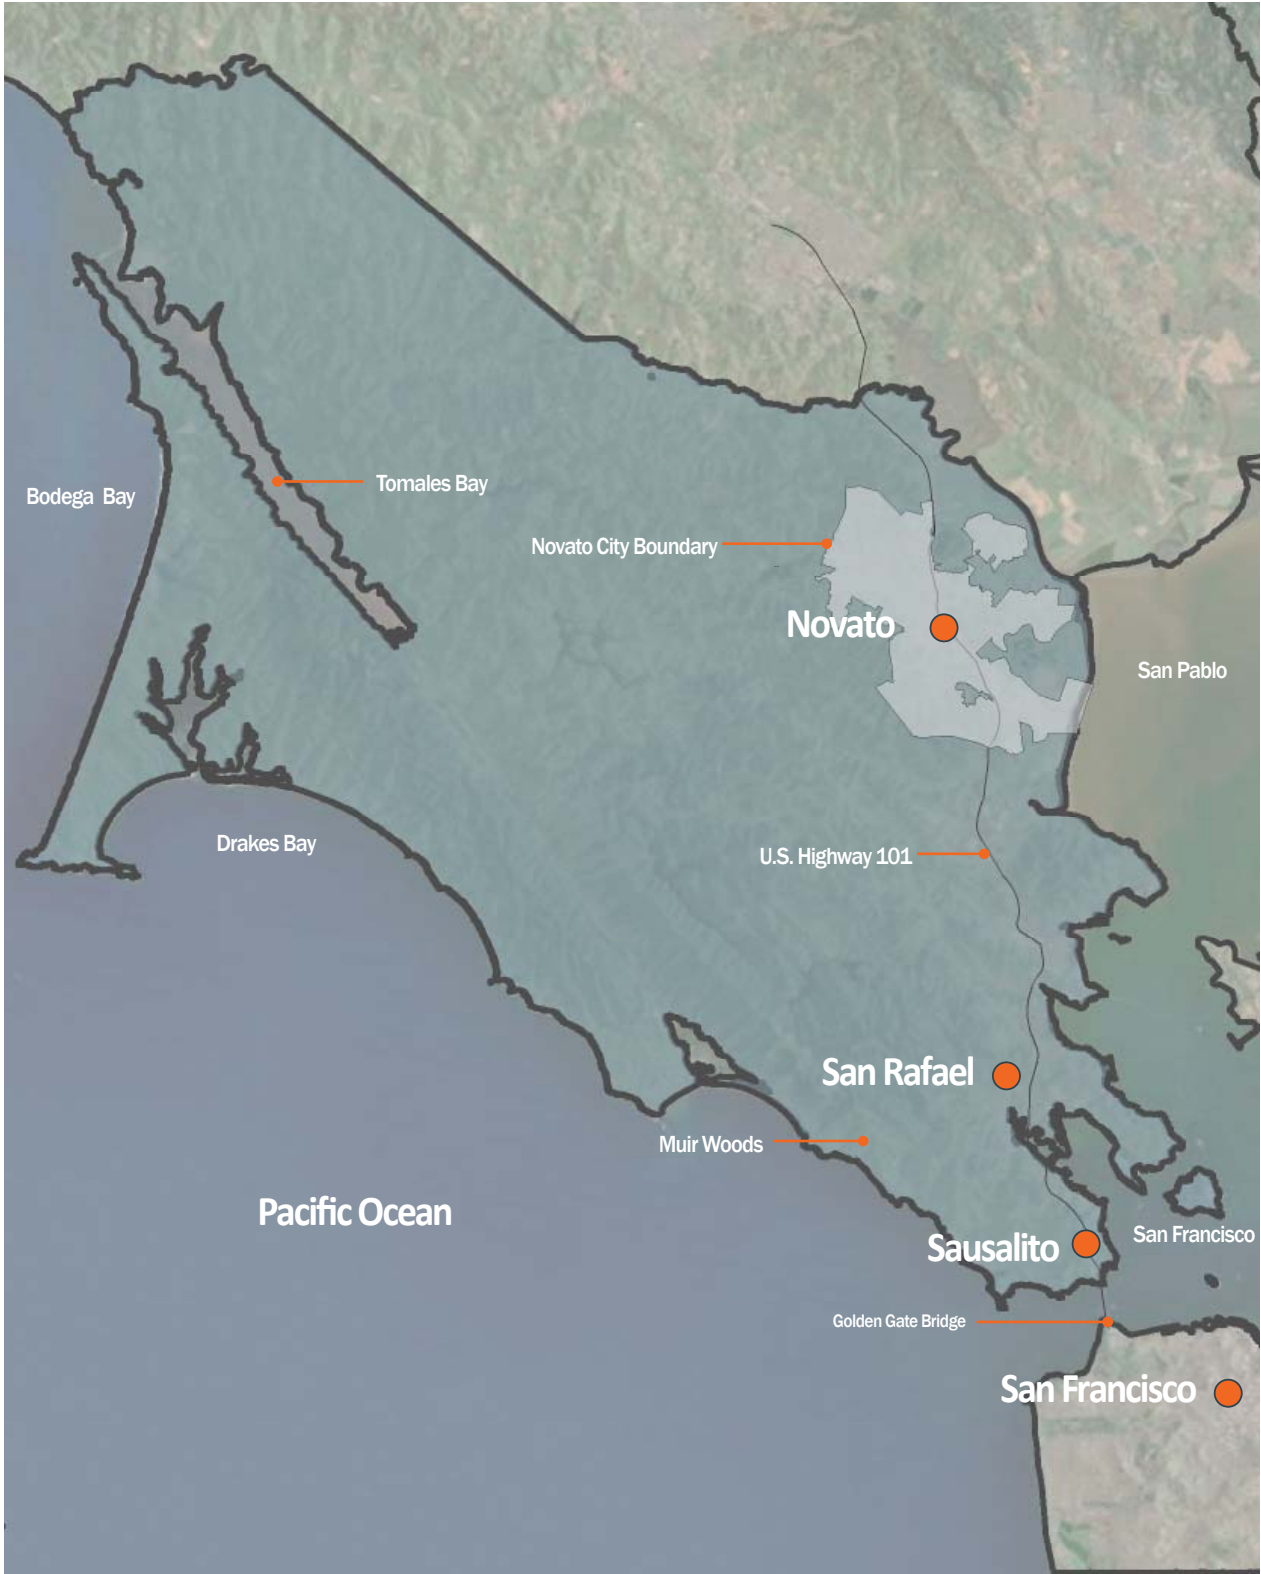 Tomales Bay
Bodega Bay
Novato City Boundary
Novato
San Pablo
Drakes Bay
U.S. Highway 101
San Rafael
Muir Woods
Pacific Ocean
San Francisco
Sausalito
Golden Gate Bridge
San Francisco